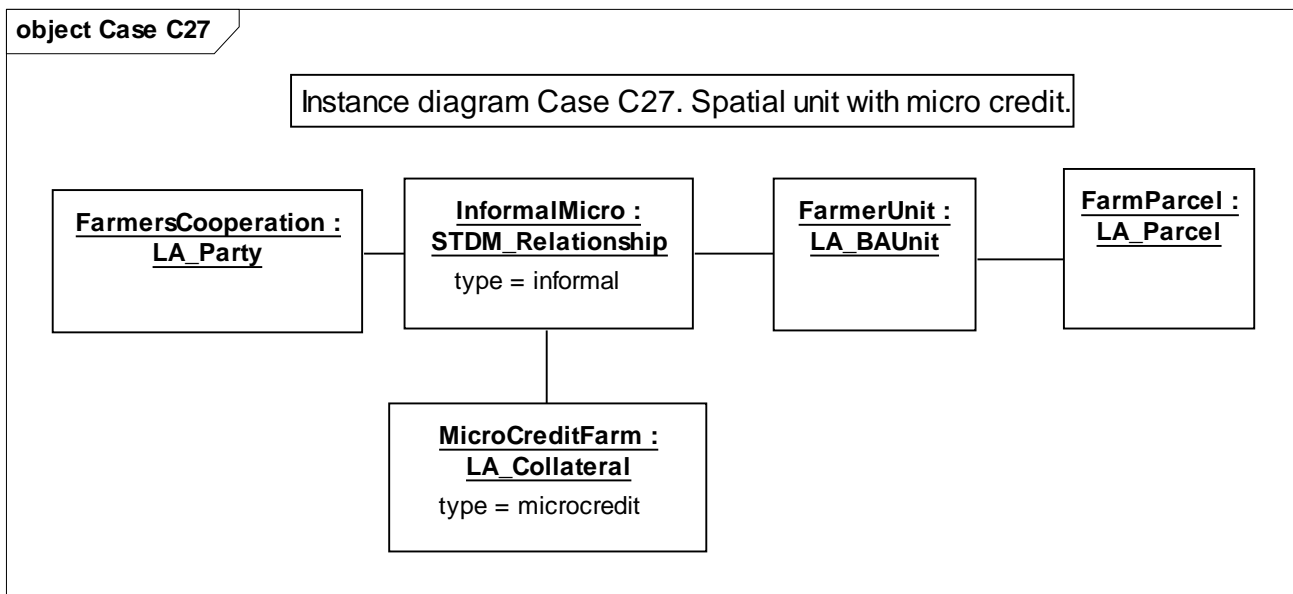 object Case C27
Instance diagram Case C27. Spatial unit with micro credit.
FarmersCooperation :
LA_Party
InformalMicro :
STDM_Relationship
type = informal
FarmerUnit :
LA_BAUnit
FarmParcel :
LA_Parcel
MicroCreditFarm :
LA_Collateral
type = microcredit